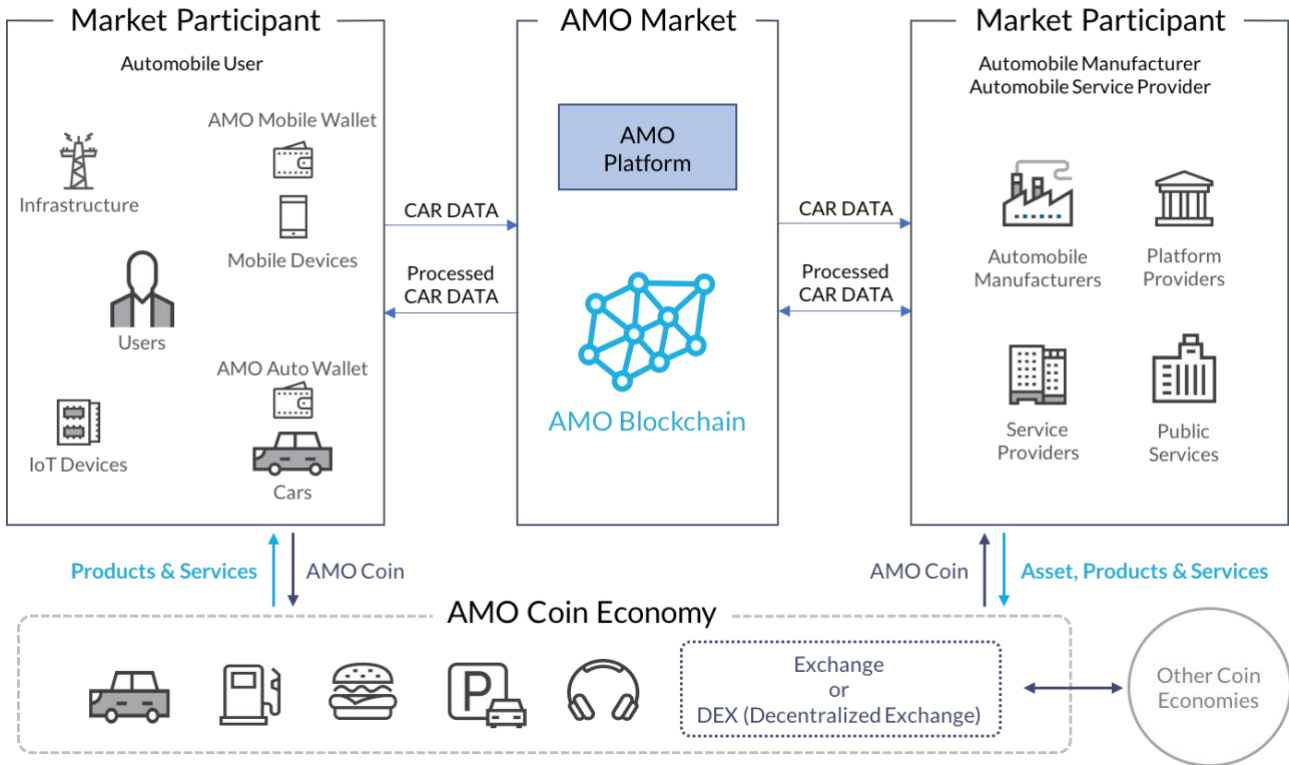 Market Participant
Automobile User
AMO Mobile Wallet
Infrastructure
Mobile Devices
Users
AMO Auto Wallet
IoT Devices
Cars
CAR DATA
Processed
CAR DATA
AMO Market
AMO
Platform
AMO Blockchain
CAR DATA
Processed
CAR DATA
Market Participant
Automobile Manufacturer
Automobile Service Provider
Automobile
Manufacturers
Platform
Providers
Service
Providers
Public
Services
Products & Services
AMO Coin
AMO Coin
Asset, Products & Services
AMO Coin Economy
P
Exchange
or
DEX (Decentralized Exchange)
Other Coin
Economies